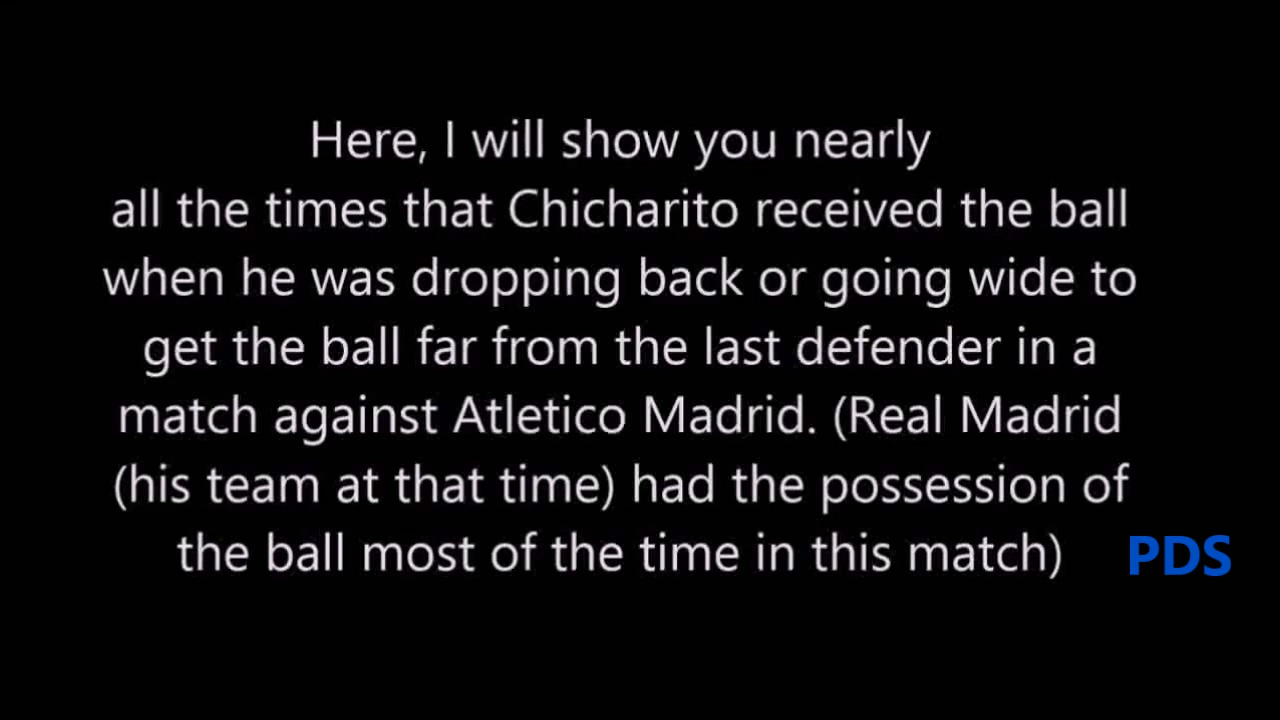 Here, I will show you nearly
all the times that Chicharito received the ball
when he was dropping back or going wide to
get the ball far from the last defender in a
match against Atletico Madrid. (Real Madrid
(his team at that time) had the possession of
the ball most of the time in this match)
PDS